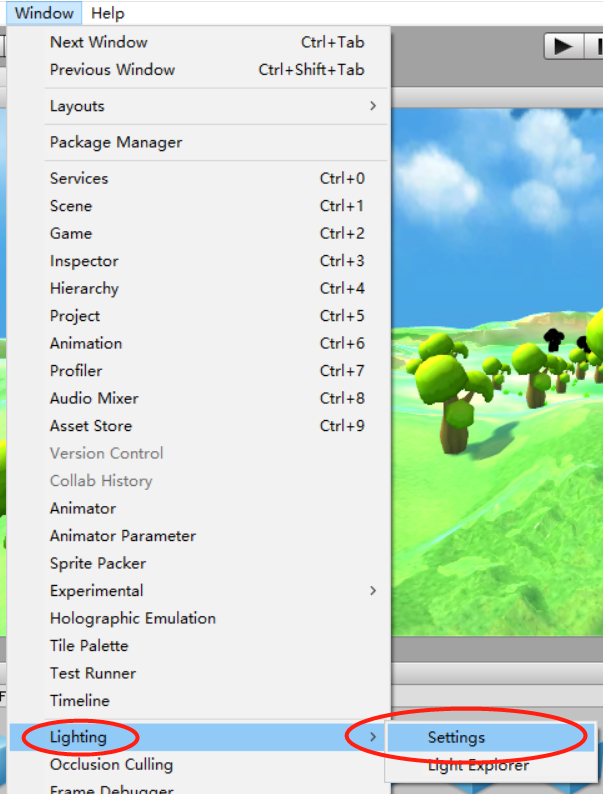 Window Help
Next Window Ctrl+Tab
Previous Window Ctrl+Shift+Tab
Layouts
Package Manager
Services Ctrl+0
Scene Ctrl+1
Game Ctrl+2
Inspector Ctrl+3
Hierarchy Ctrl+4
Project Ctrl+5
Animation Ctrl+6
Profiler Ctrl+7
Audio Mixer Ctrl+8
Asset Store Ctrl+9
Version Control
Collab History
Animator
Animator Parameter
Sprite Packer
Experimental
Holographic Emulation
Tile Palette
Test Runner
Timeline
Lighting Settings
Occlusion Culling Light Explorer
Frame Debugger